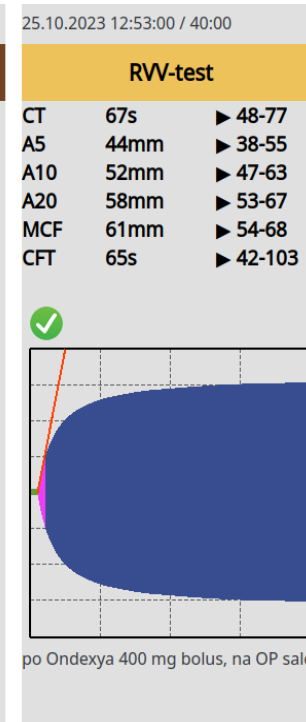 25.10.2023 12:53:00 / 40:00
RVV-test
CT 67s ▶ 48-77
A5 44mm ▶ 38-55
A10 52mm ▶ 47-63
A20 58mm ▶ 53-67
MCF 61mm ▶ 54-68
CFT 65s ▶ 42-103
po Ondexya 400 mg bolus, na OP